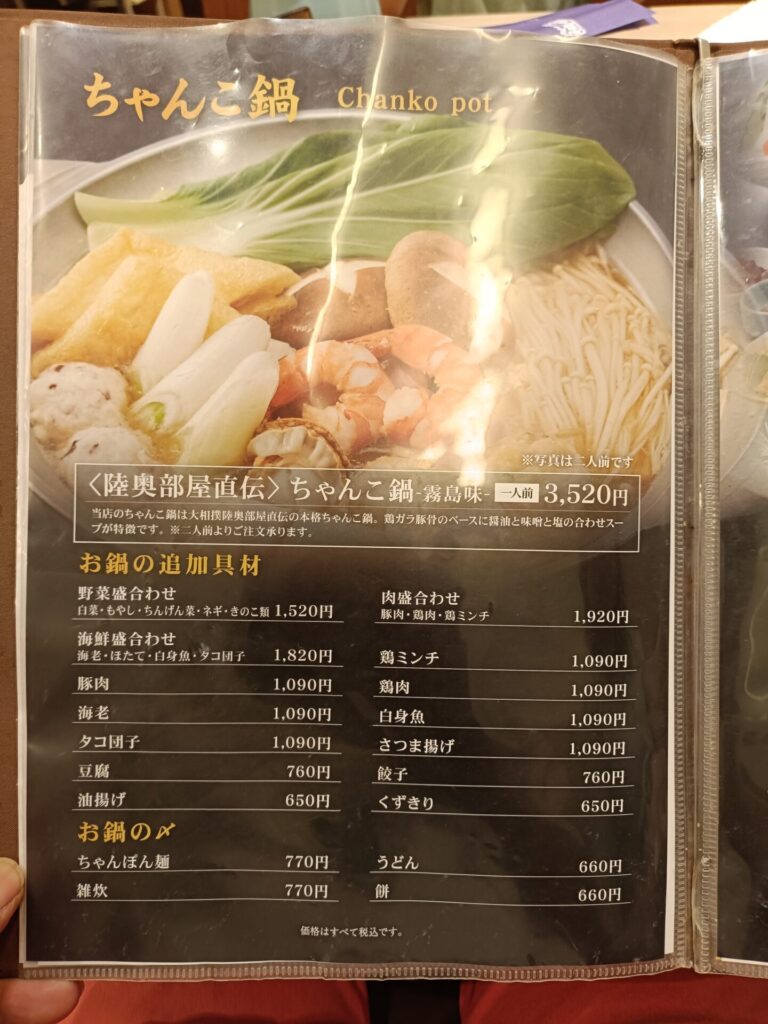 ちゃんこ鍋 Chanko pot
※写真は二人前です
〈陸奥部屋直伝〉ちゃんこ鍋-霧島味- 一人前 3,520円
当店のちゃんこ鍋は大相撲陸奥部屋直伝の本格ちゃんこ鍋。鶏ガラ豚骨のベースに醤油と味噌と塩の合わせスー
プが特徴です。※二人前よりご注文承ります。
お鍋の追加具材
野菜盛合わせ
白菜・もやし・ちんげん菜・ネギ・きのこ類 1,520円
海鮮盛合わせ
海老・ほたて・白身魚・タコ団子 1,820円
豚肉 1,090円
海老 1,090円
タコ団子 1,090円
豆腐 760円
油揚げ 650円
肉盛合わせ
豚肉・鶏肉・鶏ミンチ 1,920円
鶏ミンチ 1,090円
鶏肉 1,090円
白身魚 1,090円
さつま揚げ 1,090円
餃子 760円
くずきり 650円
お鍋の〆
ちゃんぽん麺 770円
雑炊 770円
うどん 660円
餅 660円
価格はすべて税込です。